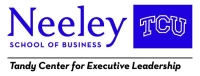 Neeley
SCHOOL OF BUSINESS
TCU
Tandy Center for Executive Leadership